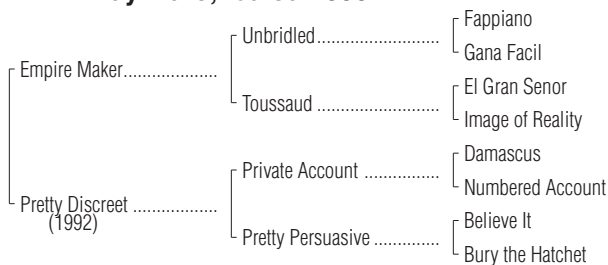 Fappiano
Unbridled..........................
Gana Facil
Empire Maker....................
El Gran Senor
Toussaud ..........................
Image of Reality
Damascus
Private Account ................
Numbered Account
Pretty Discreet ..................
(1992)
Believe It
Pretty Persuasive ..............
Bury the Hatchet